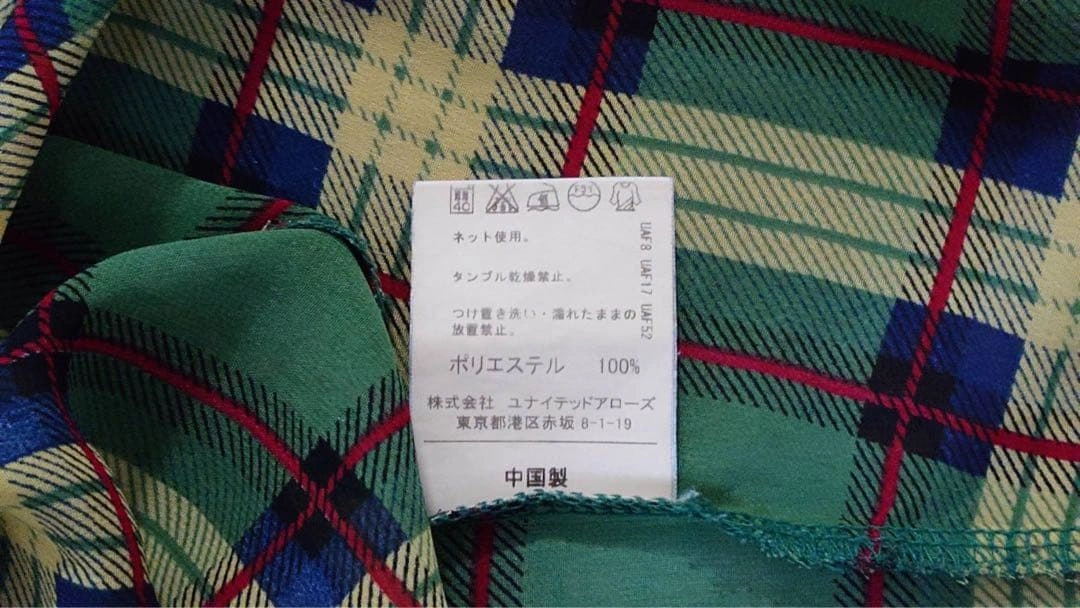 40
ネット使用。
タンブル乾燥禁止。
つけ置き洗い・濡れたままの
放置禁止。
ポリエステル 100%
株式会社 ユナイテッドアローズ
東京都港区赤坂 8-1-19
中国製
UAF8 UAF17 UAF52